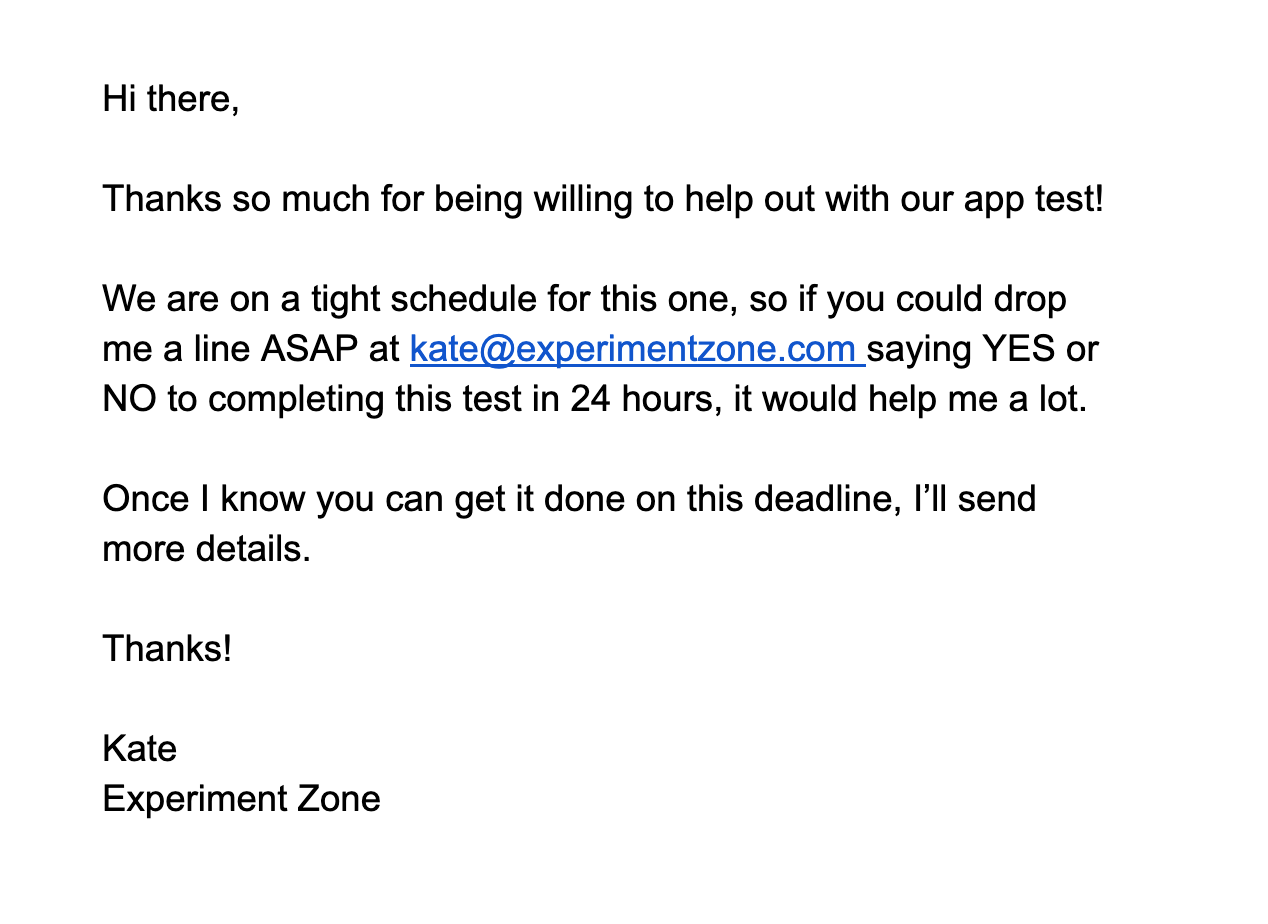 Hi there,
Thanks so much for being willing to help out with our app test!
We are on a tight schedule for this one, so if you could drop
me a line ASAP at kate@experimentzone.com saying YES or
NO to completing this test in 24 hours, it would help me a lot.
Once I know you can get it done on this deadline, I’ll send
more details.
Thanks!
Kate
Experiment Zone